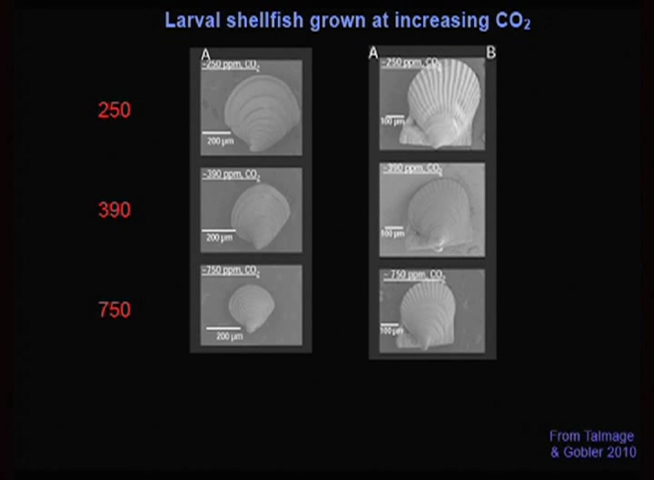 Larval shellfish grown at increasing CO₂
A
A B
250
~250 ppm, CO₂
200 µm
~250 ppm, CO₂
100 µm
390
~390 ppm, CO₂
200 µm
~390 ppm, CO₂
100 µm
750
~750 ppm, CO₂
200 µm
~ 750 ppm, CO₂
100 µm
From Talmage
& Gobler 2010